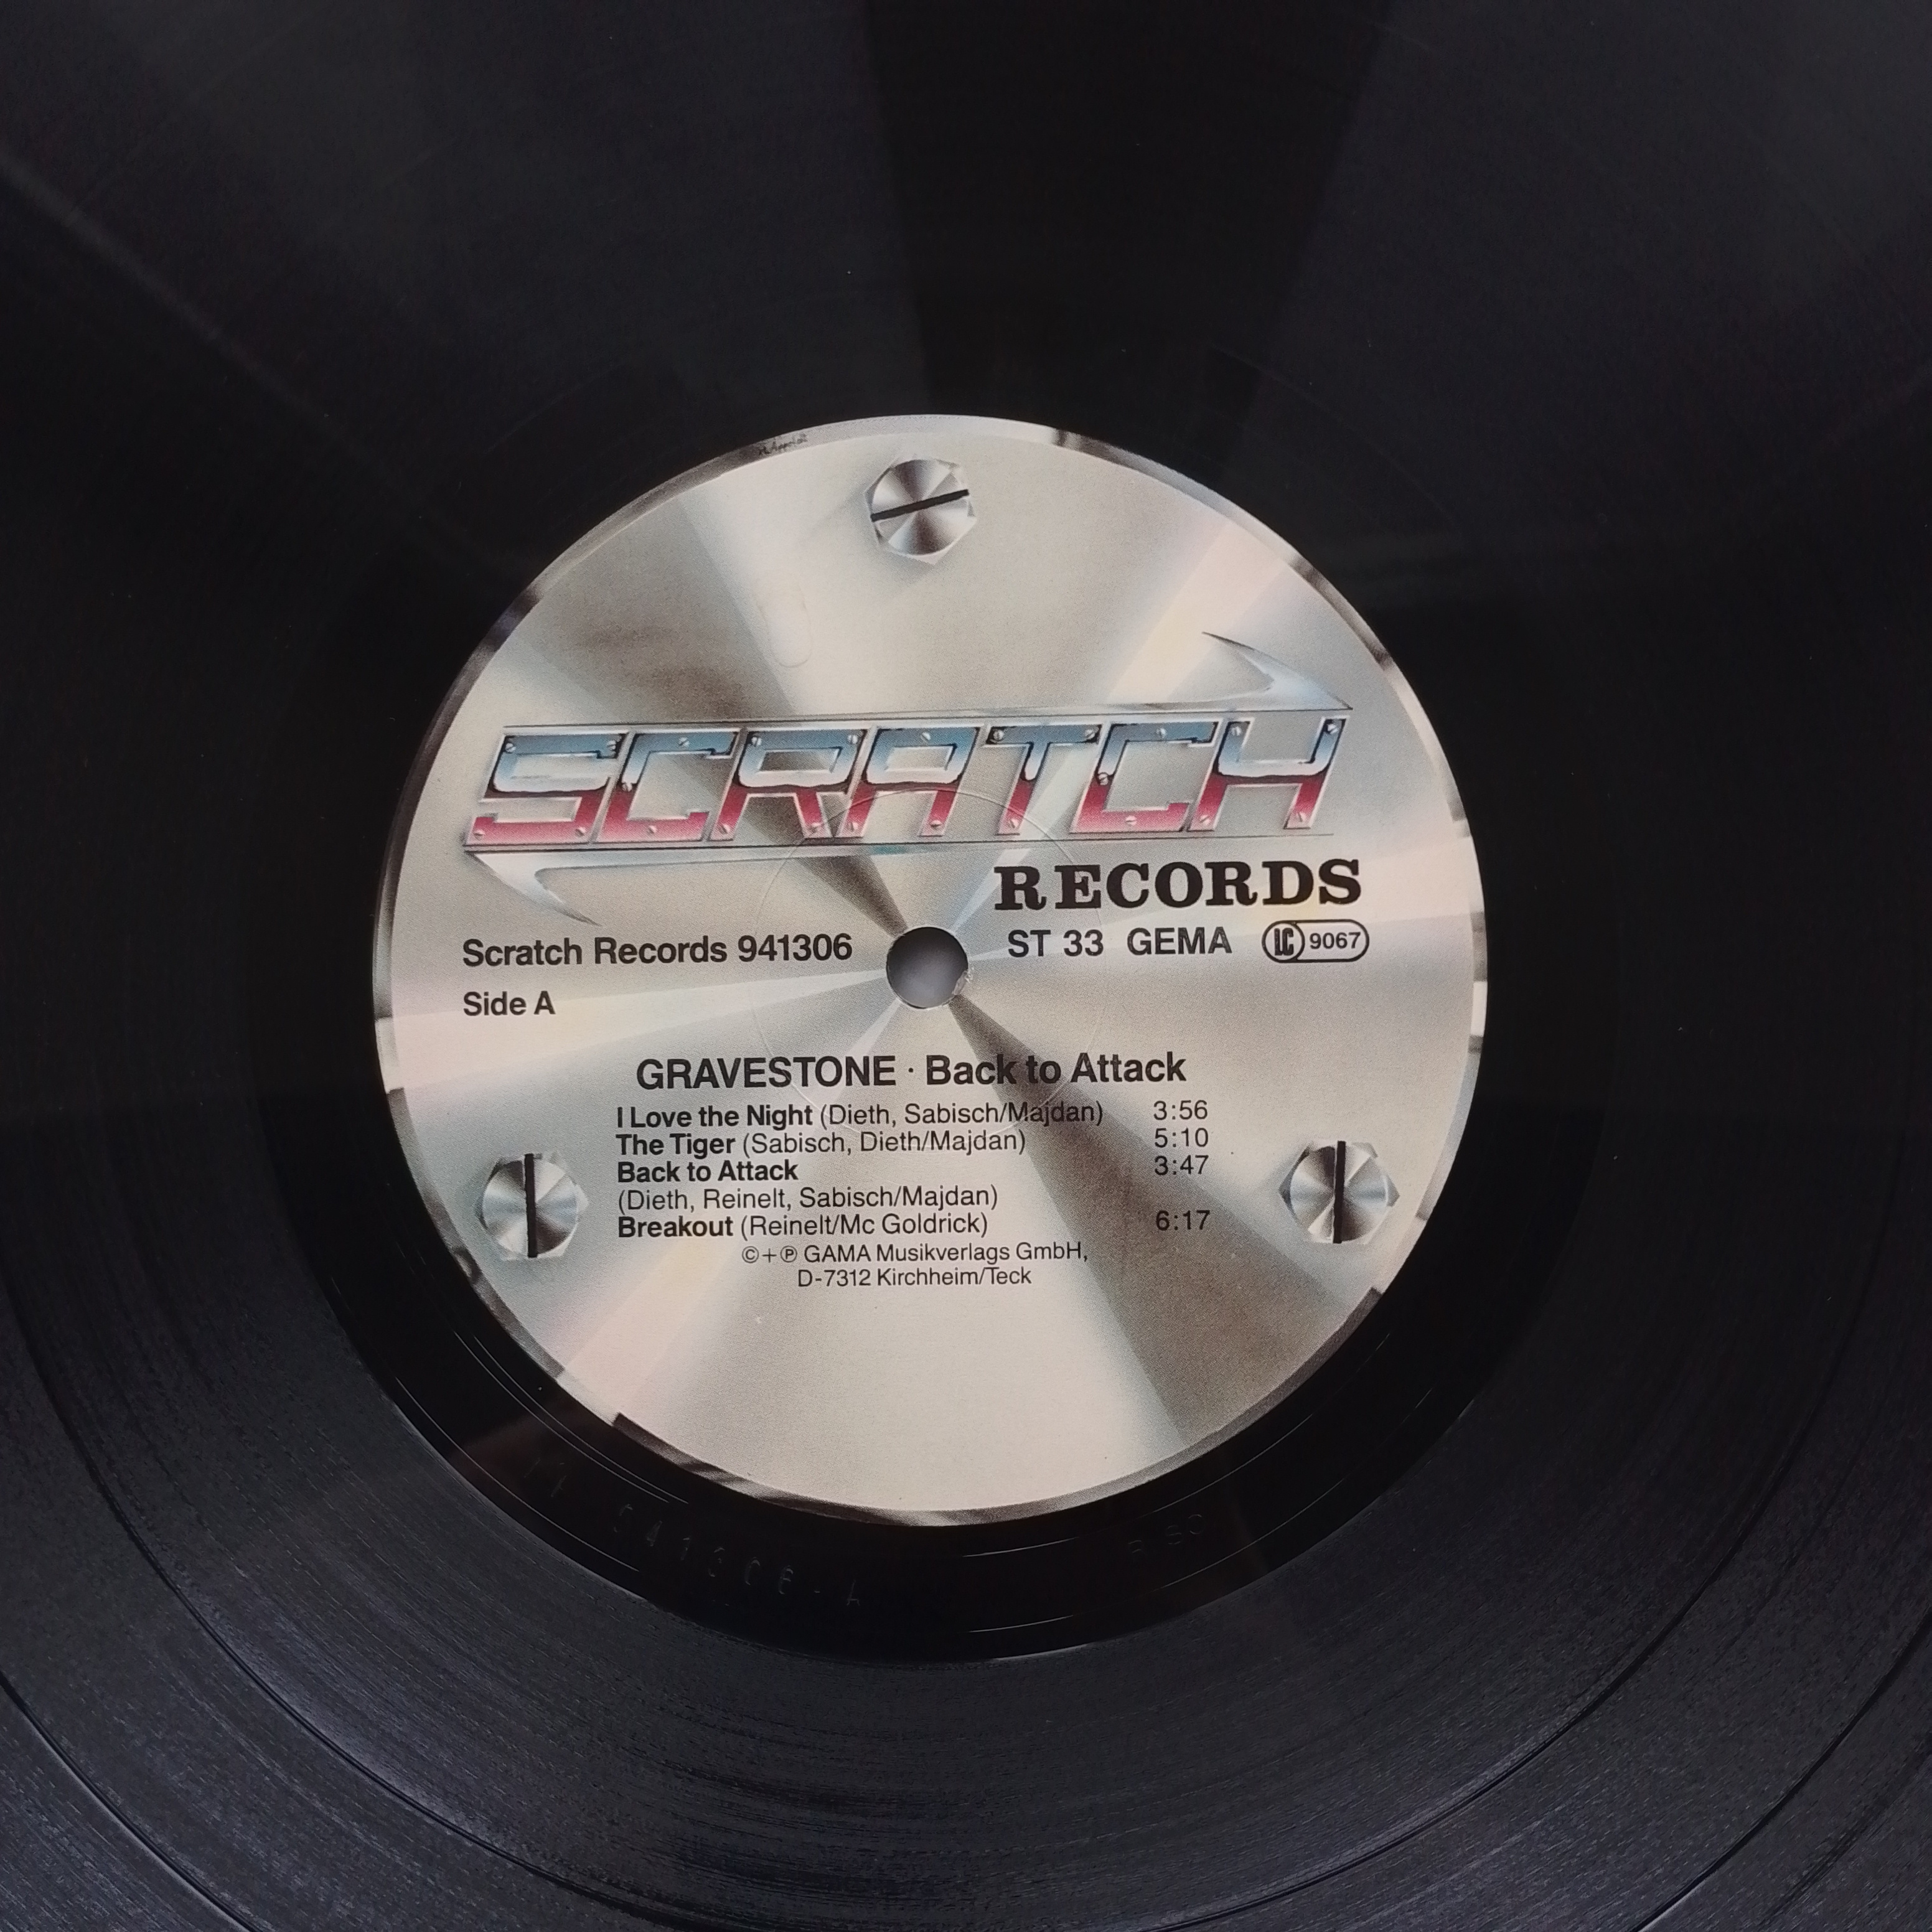 SCRATCH
RECORDS
Scratch Records 941306
ST 33 GEMA LC 9067
Side A
GRAVESTONE · Back to Attack
I Love the Night (Dieth, Sabisch/Majdan) 3:56
The Tiger (Sabisch, Dieth/Majdan) 5:10
Back to Attack 3:47
(Dieth, Reinelt, Sabisch/Majdan)
Breakout (Reinelt/Mc Goldrick) 6:17
©+℗ GAMA Musikverlags GmbH,
D-7312 Kirchheim/Teck